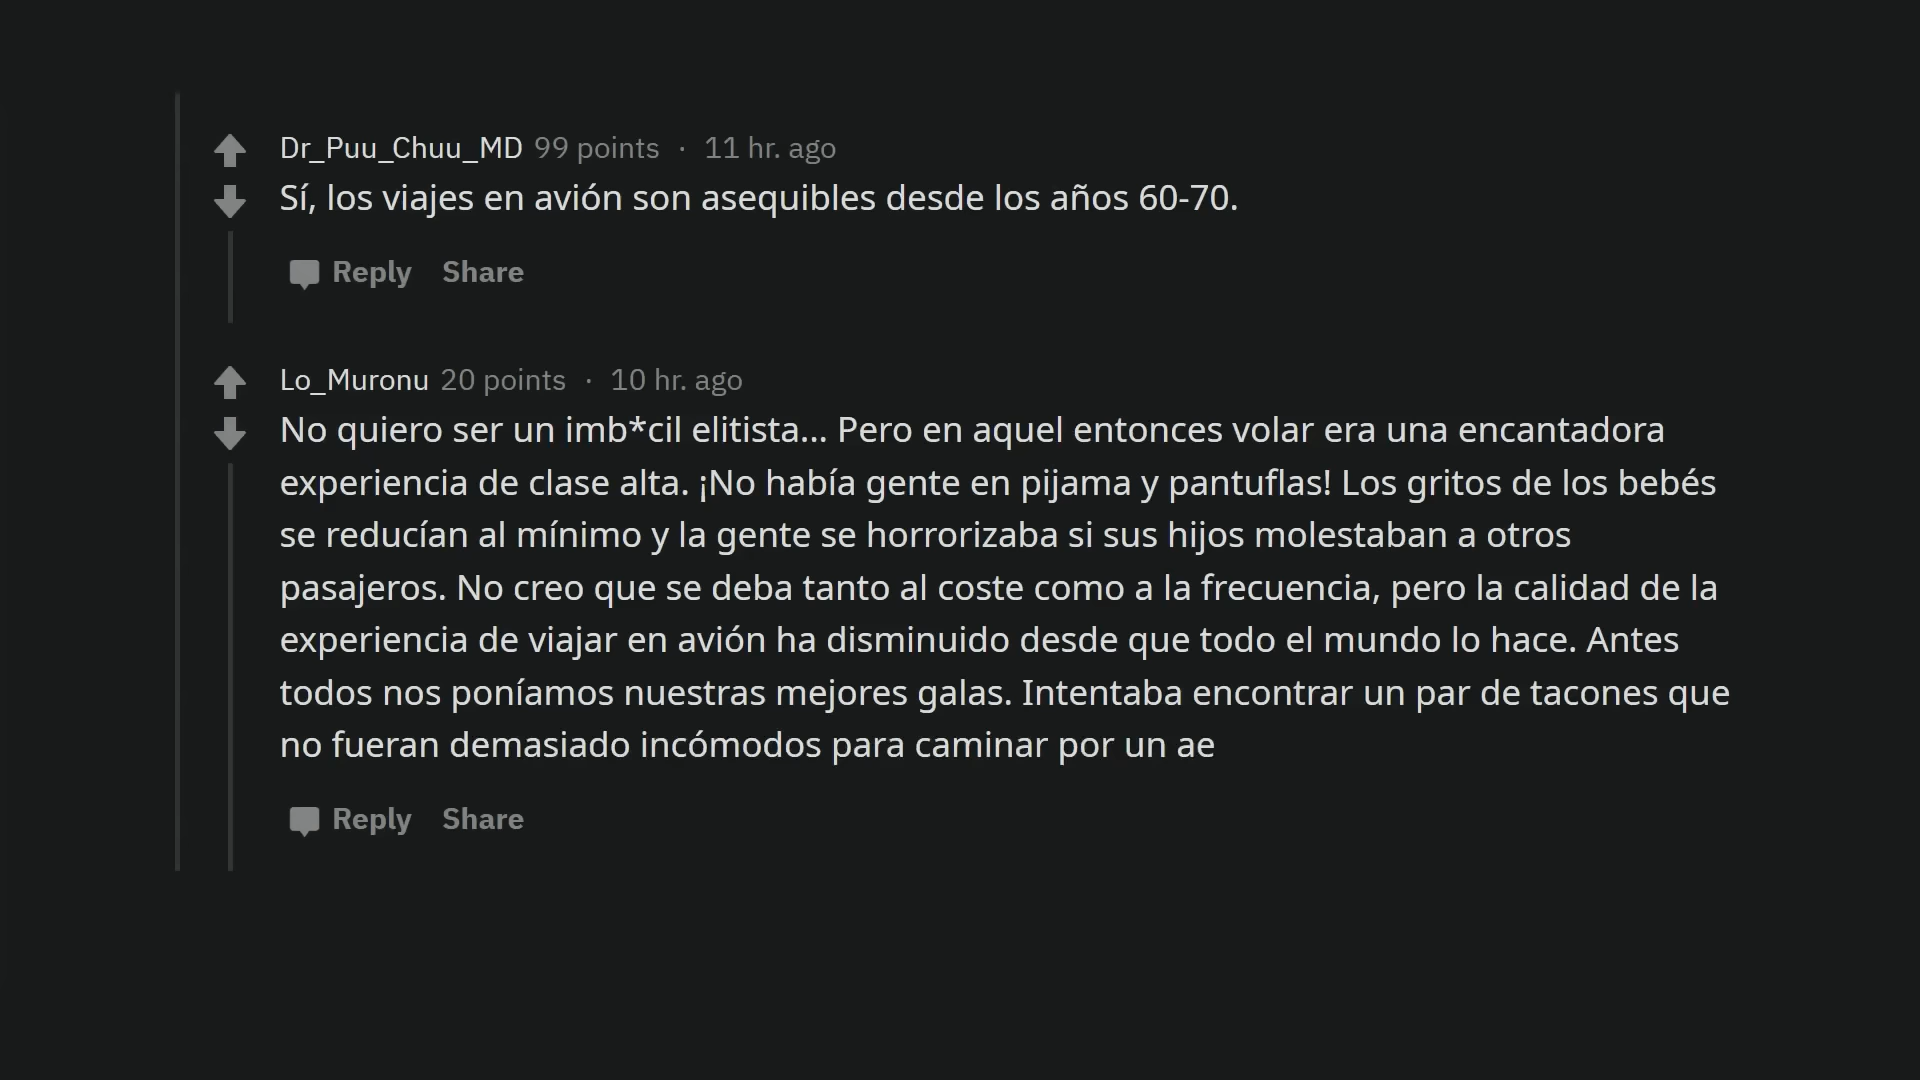 Dr_Puu_Chuu_MD 99 points · 11 hr. ago
Sí, los viajes en avión son asequibles desde los años 60-70.
Reply Share
Lo_Muronu 20 points · 10 hr. ago
No quiero ser un imb*cil elitista... Pero en aquel entonces volar era una encantadora
experiencia de clase alta. ¡No había gente en pijama y pantuflas! Los gritos de los bebés
se reducían al mínimo y la gente se horrorizaba si sus hijos molestaban a otros
pasajeros. No creo que se deba tanto al coste como a la frecuencia, pero la calidad de la
experiencia de viajar en avión ha disminuido desde que todo el mundo lo hace. Antes
todos nos poníamos nuestras mejores galas. Intentaba encontrar un par de tacones que
no fueran demasiado incómodos para caminar por un ae
Reply Share